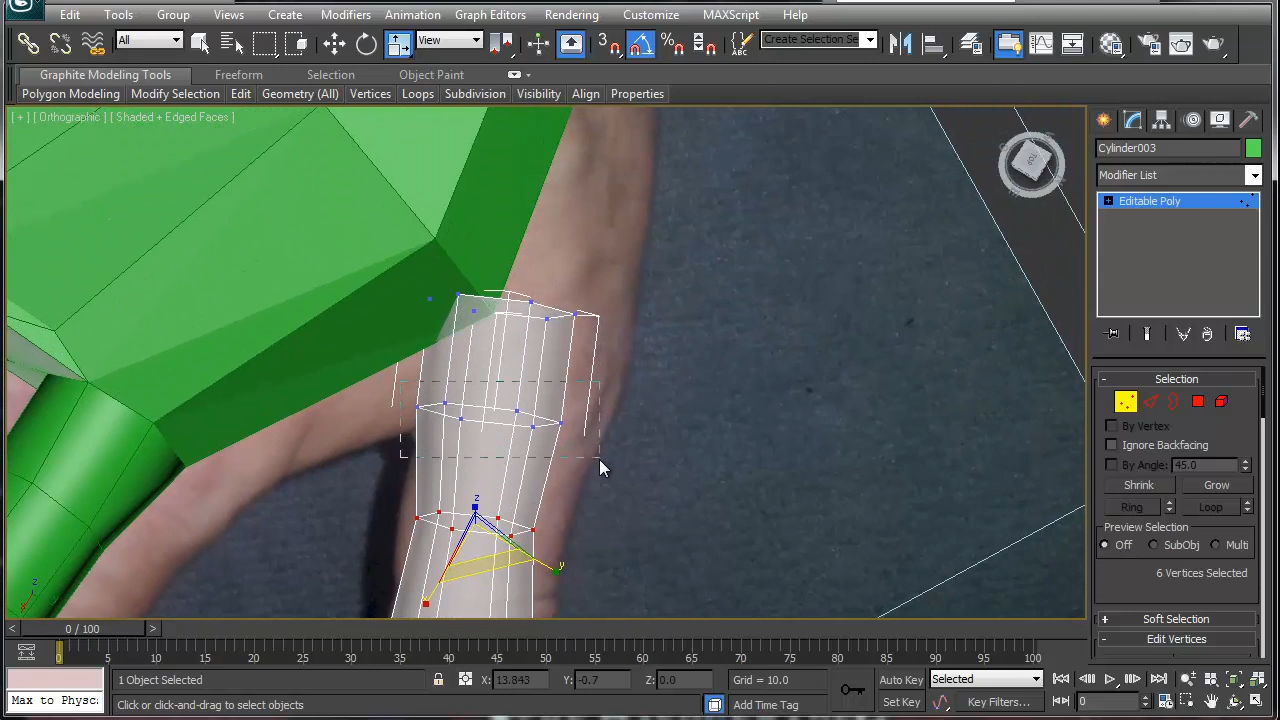 Edit Tools Group Views Create Modifiers Animation Graph Editors Rendering Customize MAXScript Help
All View 3 Create Selection Se
Graphite Modeling Tools Freeform Selection Object Paint
Polygon Modeling Modify Selection Edit Geometry (All) Vertices Loops Subdivision Visibility Align Properties
[ + ] [ Orthographic ] [ Shaded + Edged Faces ]
TOP
Cylinder003
Modifier List
Editable Poly
Selection
By Vertex
Ignore Backfacing
By Angle: 45.0
Shrink Grow
Ring Loop
Preview Selection
Off SubObj Multi
6 Vertices Selected
Soft Selection
Edit Vertices
z
y
z
x
< 0 / 100 >
0 5 10 15 20 25 30 35 40 45 50 55 60 65 70 75 80 85 90 95 100
1 Object Selected X: 13.843 Y: -0.7 Z: 0.0 Grid = 10.0 Auto Key Selected
Max to Physc Click or click-and-drag to select objects Add Time Tag Set Key Key Filters... 0